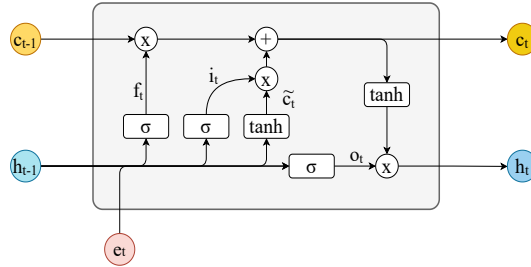 c_{t-1} x + c_t
i_t
x
f_t c̃_t tanh
σ σ tanh
h_{t-1} σ o_t x h_t
e_t